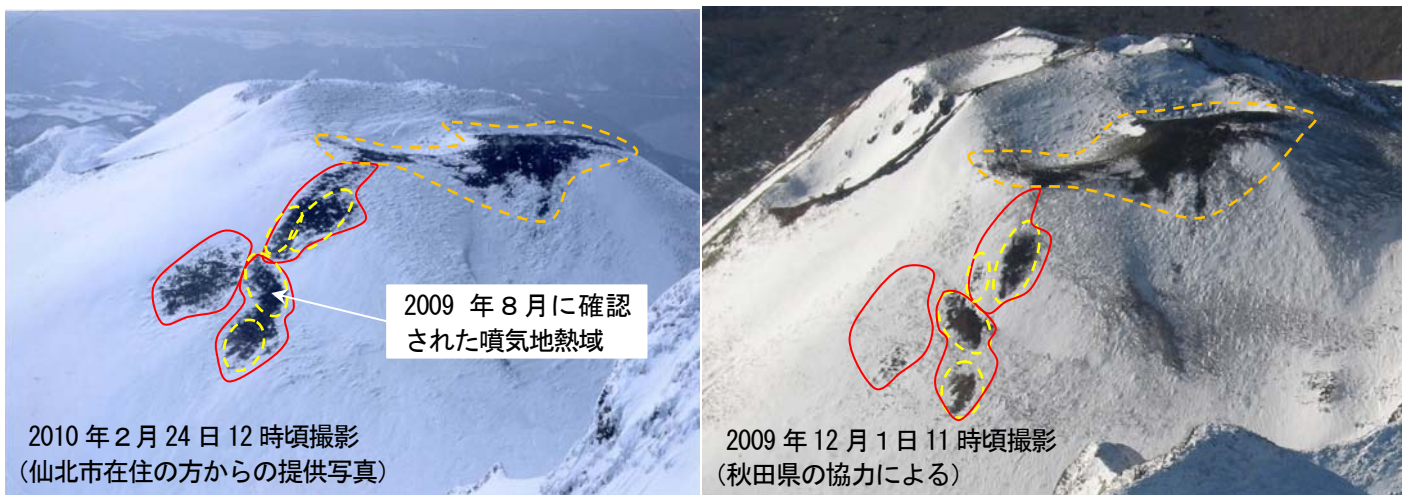 2009 年８月に確認
された噴気地熱域
2010 年２月 24 日 12 時頃撮影
（仙北市在住の方からの提供写真）
2009 年 12 月１日 11 時頃撮影
（秋田県の協力による）